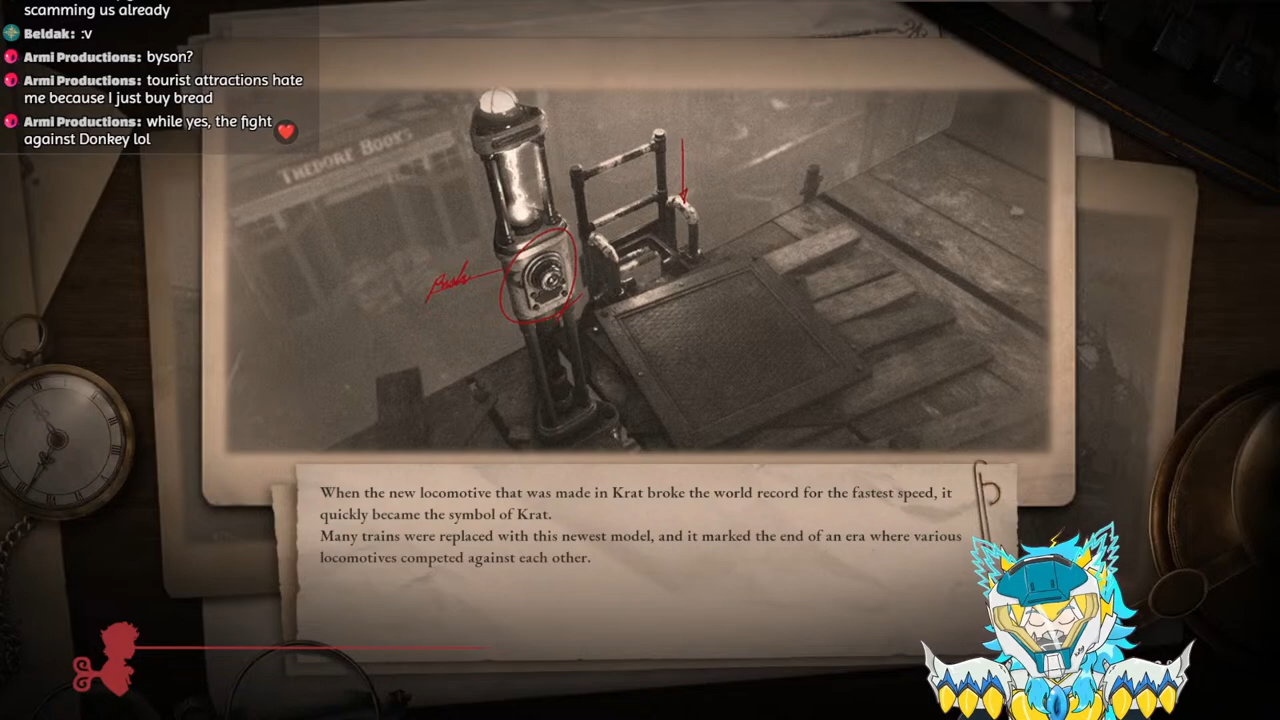 scamming us already
Beldak: :v
Armi Productions: byson?
Armi Productions: tourist attractions hate
me because I just buy bread
Armi Productions: while yes, the fight
against Donkey lol
THEDORE BOOK'S
Push
When the new locomotive that was made in Krat broke the world record for the fastest speed, it
quickly became the symbol of Krat.
Many trains were replaced with this newest model, and it marked the end of an era where various
locomotives competed against each other.